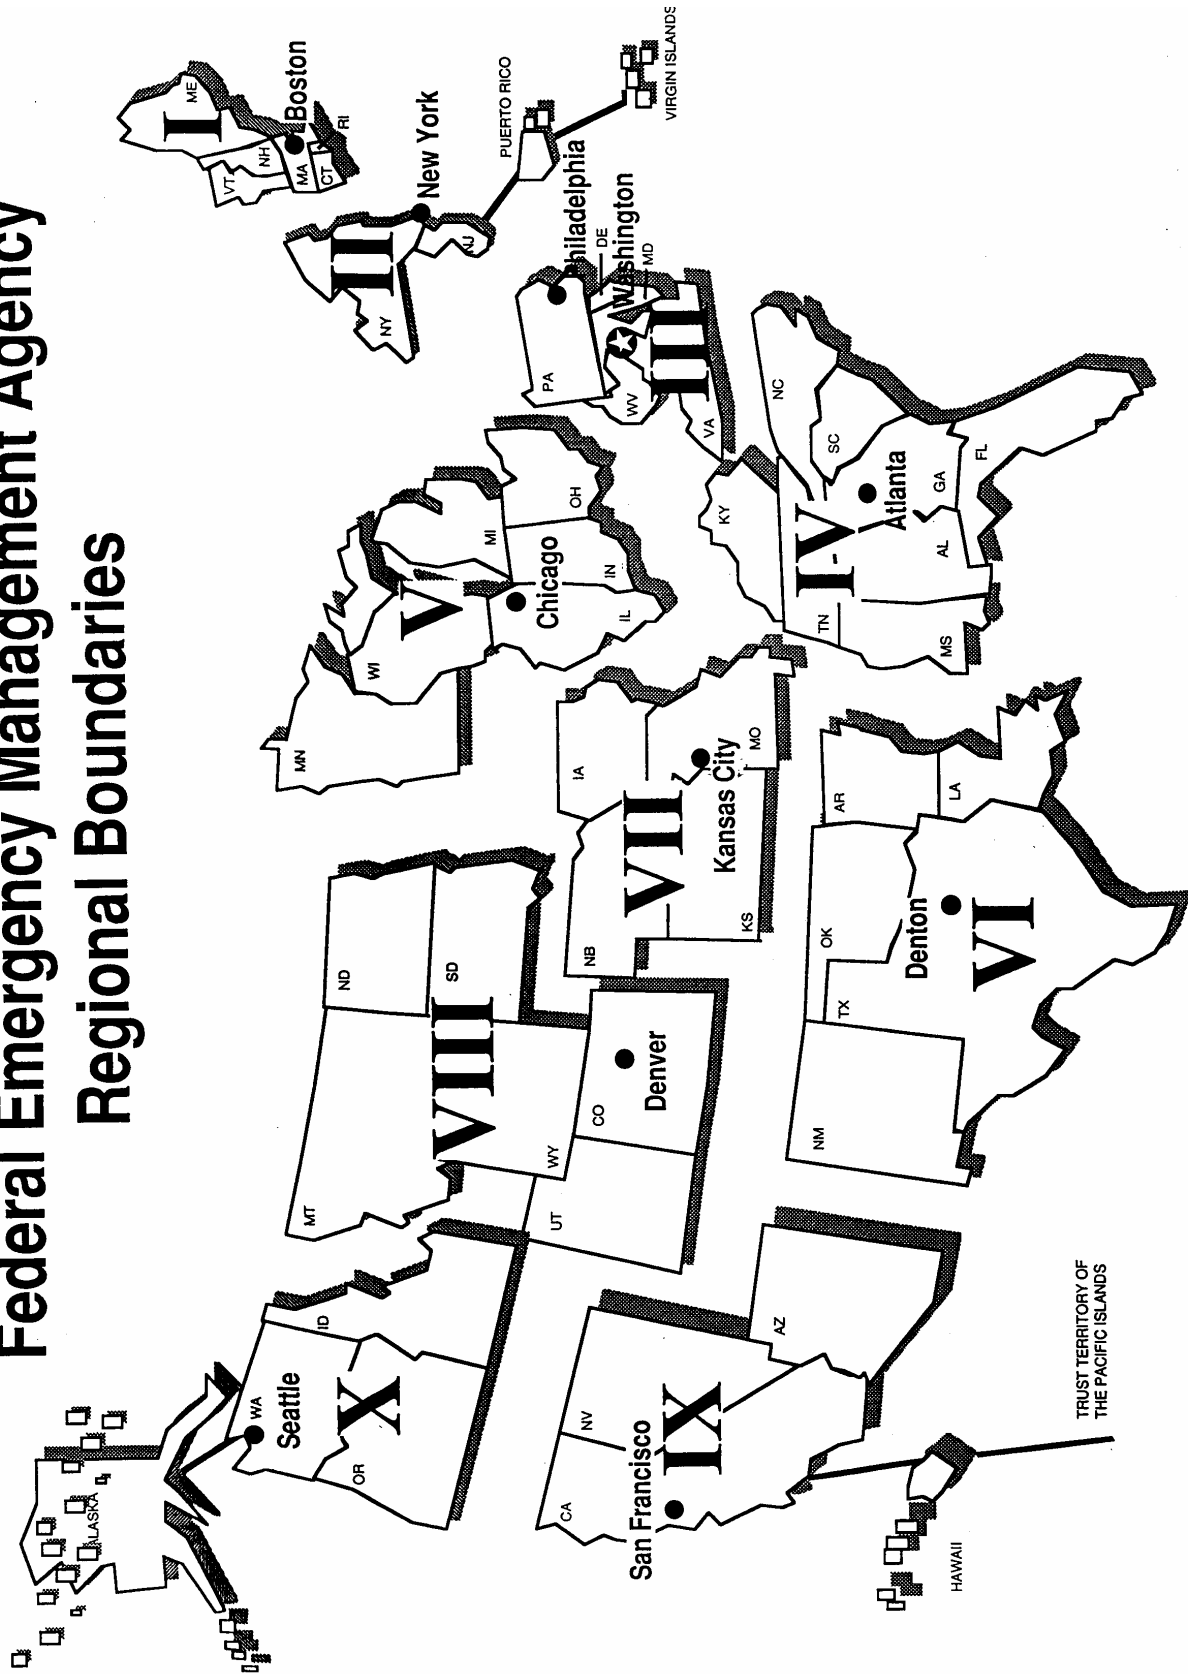 Federal Emergency Management Agency
Regional Boundaries
ALASKA
WA
Seattle
ID
X
OR
MT
ND
SD
VIII
WY
UT
CO
Denver
MN
WI
V
MI
Chicago
IL
IN
OH
NY
II
New York
NJ
VT
NH
ME
I
MA
Boston
CT
RI
PUERTO RICO
VIRGIN ISLANDS
PA
Philadelphia
DE
Washington
MD
WV
III
VA
NB
IA
VII
Kansas City
KS
MO
CA
NV
San Francisco
IX
AZ
HAWAII
TRUST TERRITORY OF
THE PACIFIC ISLANDS
NM
TX
OK
AR
LA
Denton
VI
KY
TN
NC
SC
IV
Atlanta
MS
AL
GA
FL